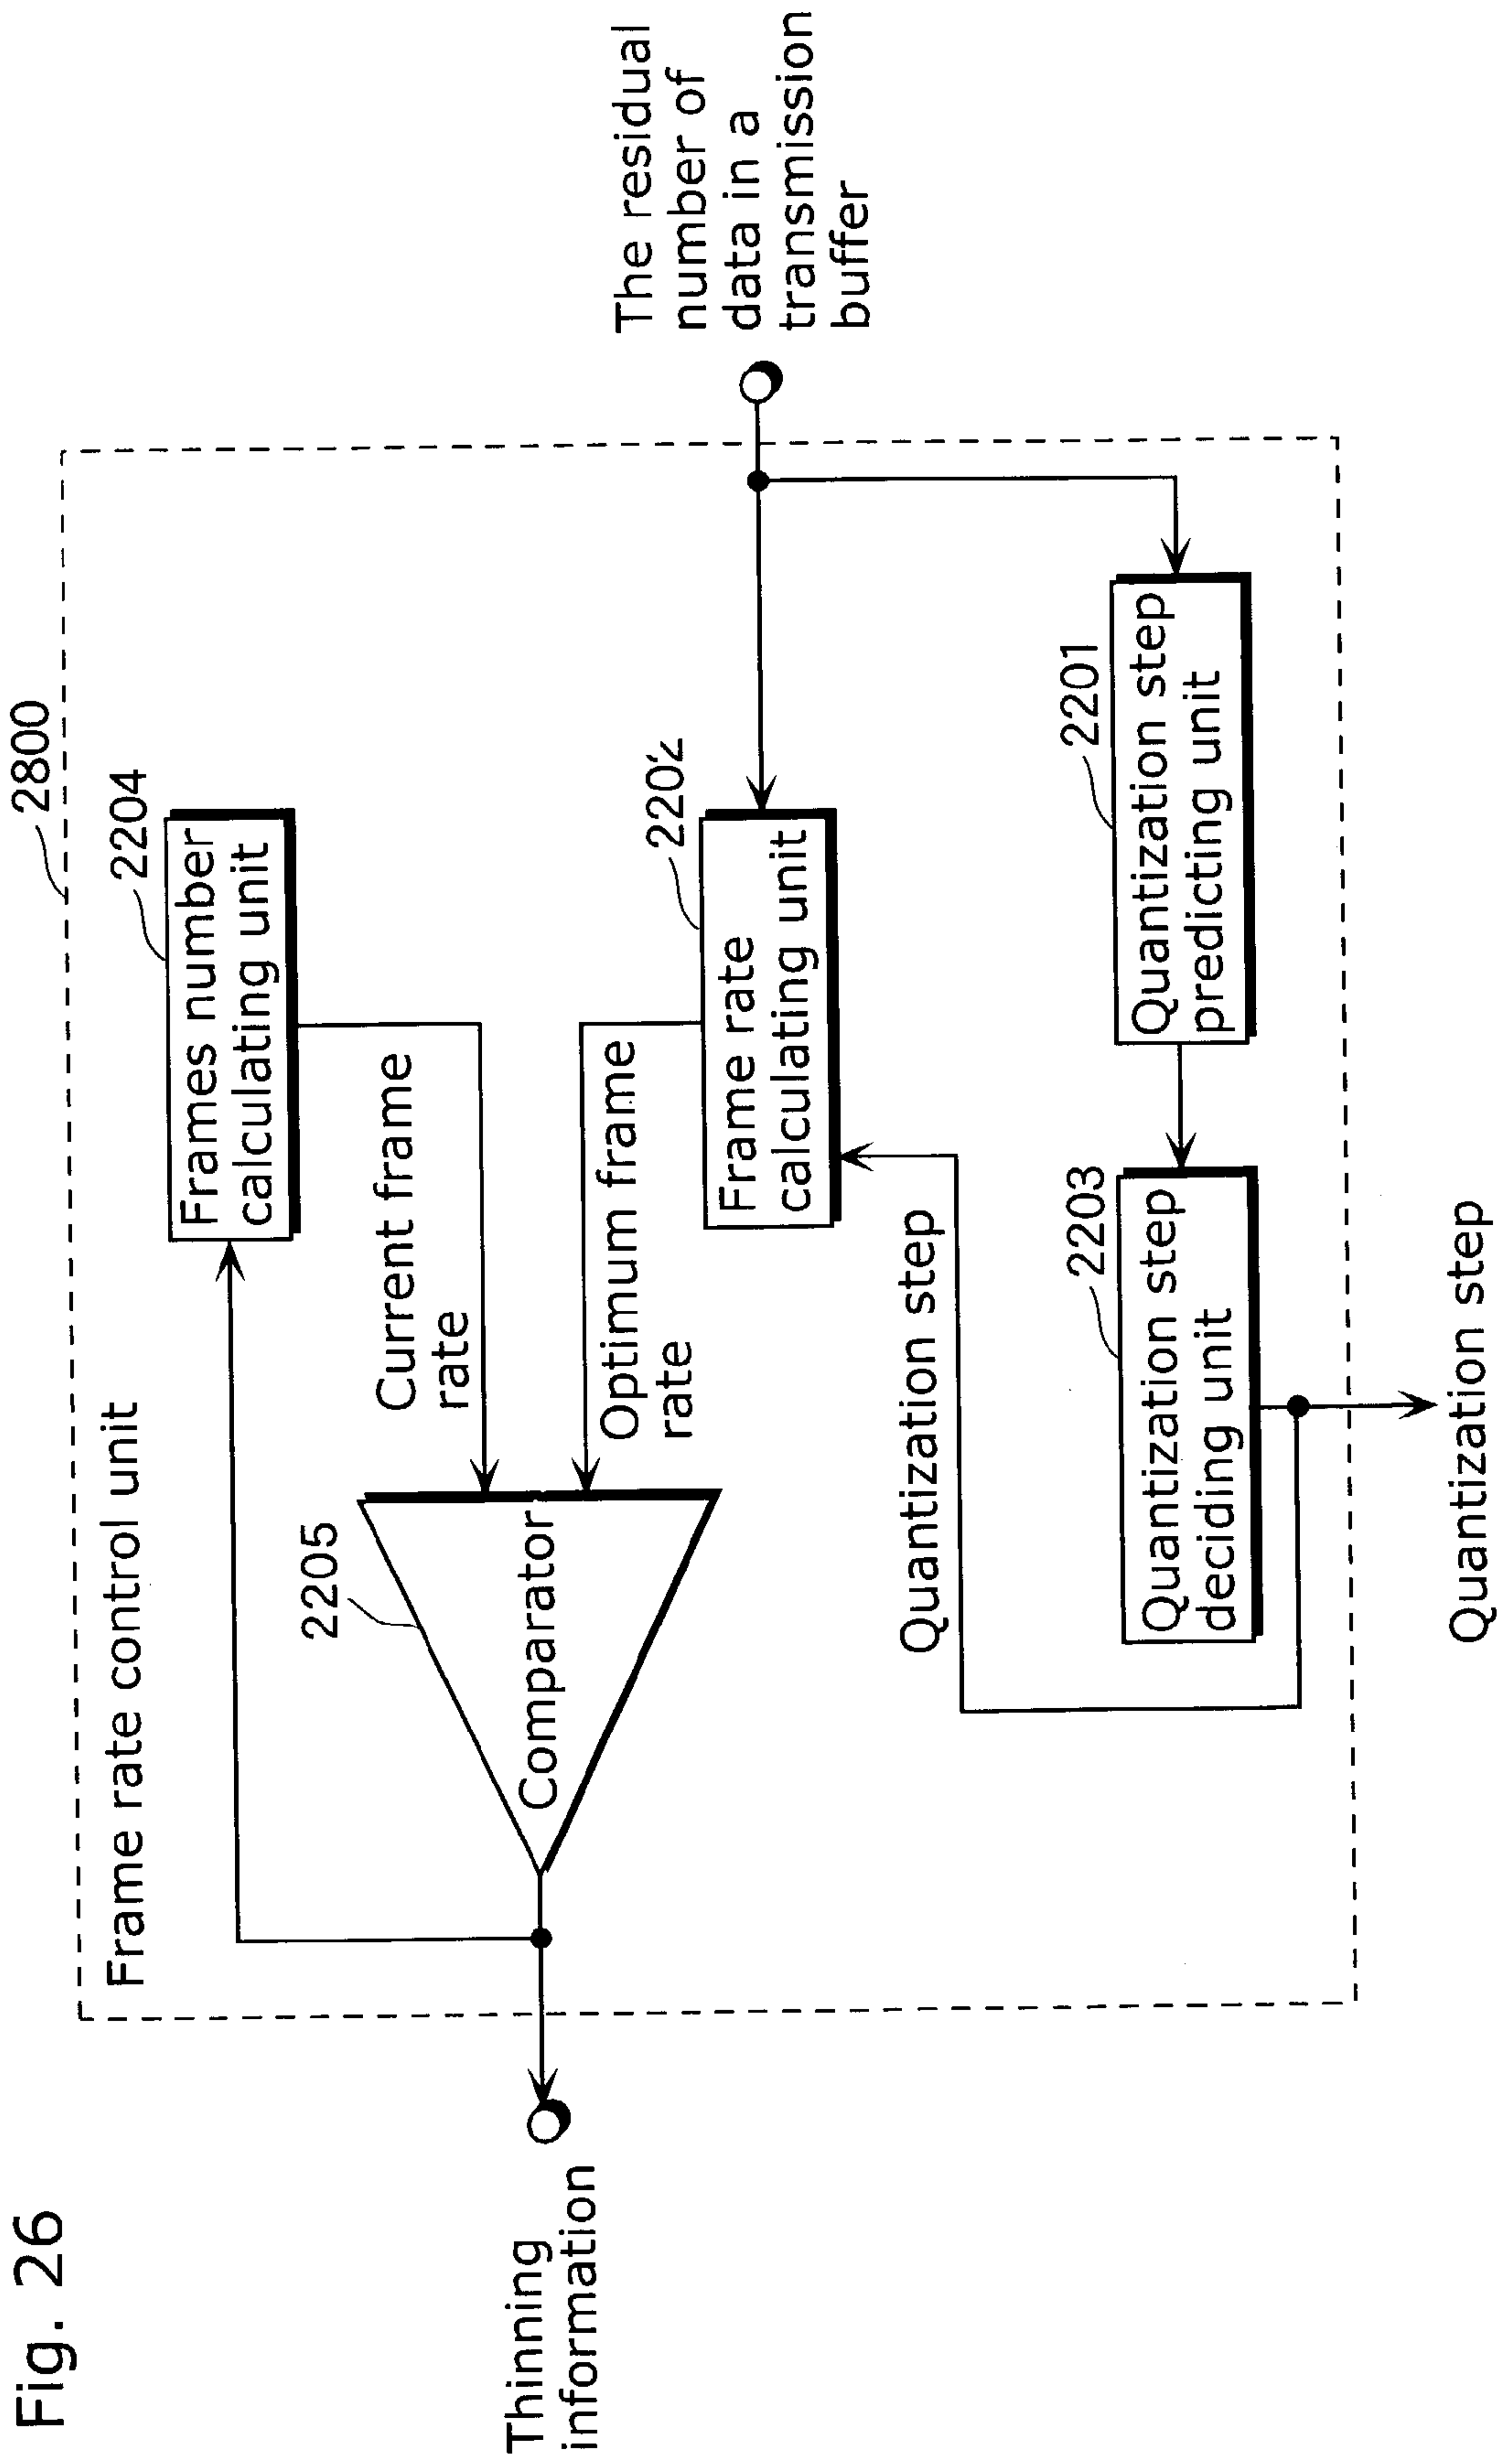 Fig. 26
2800
Frame rate control unit
2204
Frames number
calculating unit
2205
Current frame
rate
Comparator
Thinning
information
Optimum frame
rate
2202
Frame rate
calculating unit
The residual
number of
data in a
transmission
buffer
Quantization step
2203
Quantization step
deciding unit
2201
Quantization step
predicting unit
Quantization step